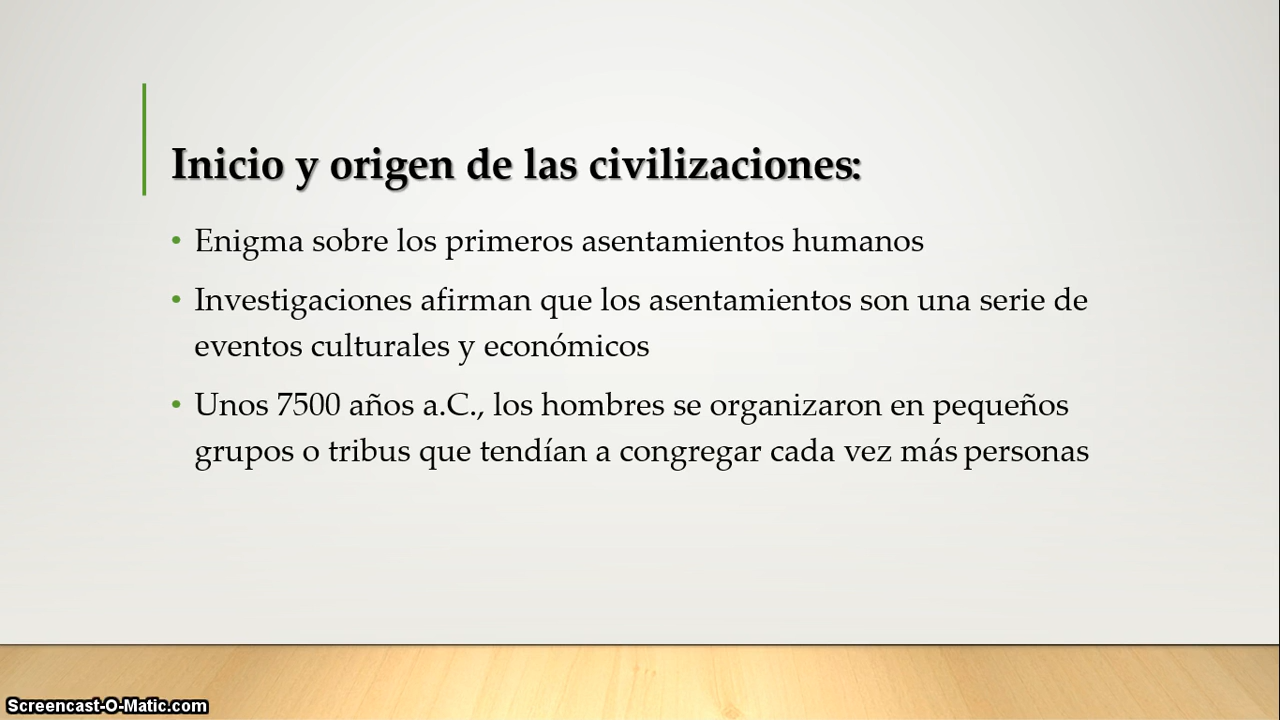 Inicio y origen de las civilizaciones:
• Enigma sobre los primeros asentamientos humanos
• Investigaciones afirman que los asentamientos son una serie de
eventos culturales y económicos
• Unos 7500 años a.C., los hombres se organizaron en pequeños
grupos o tribus que tendían a congregar cada vez más personas
Screencast-O-Matic.com